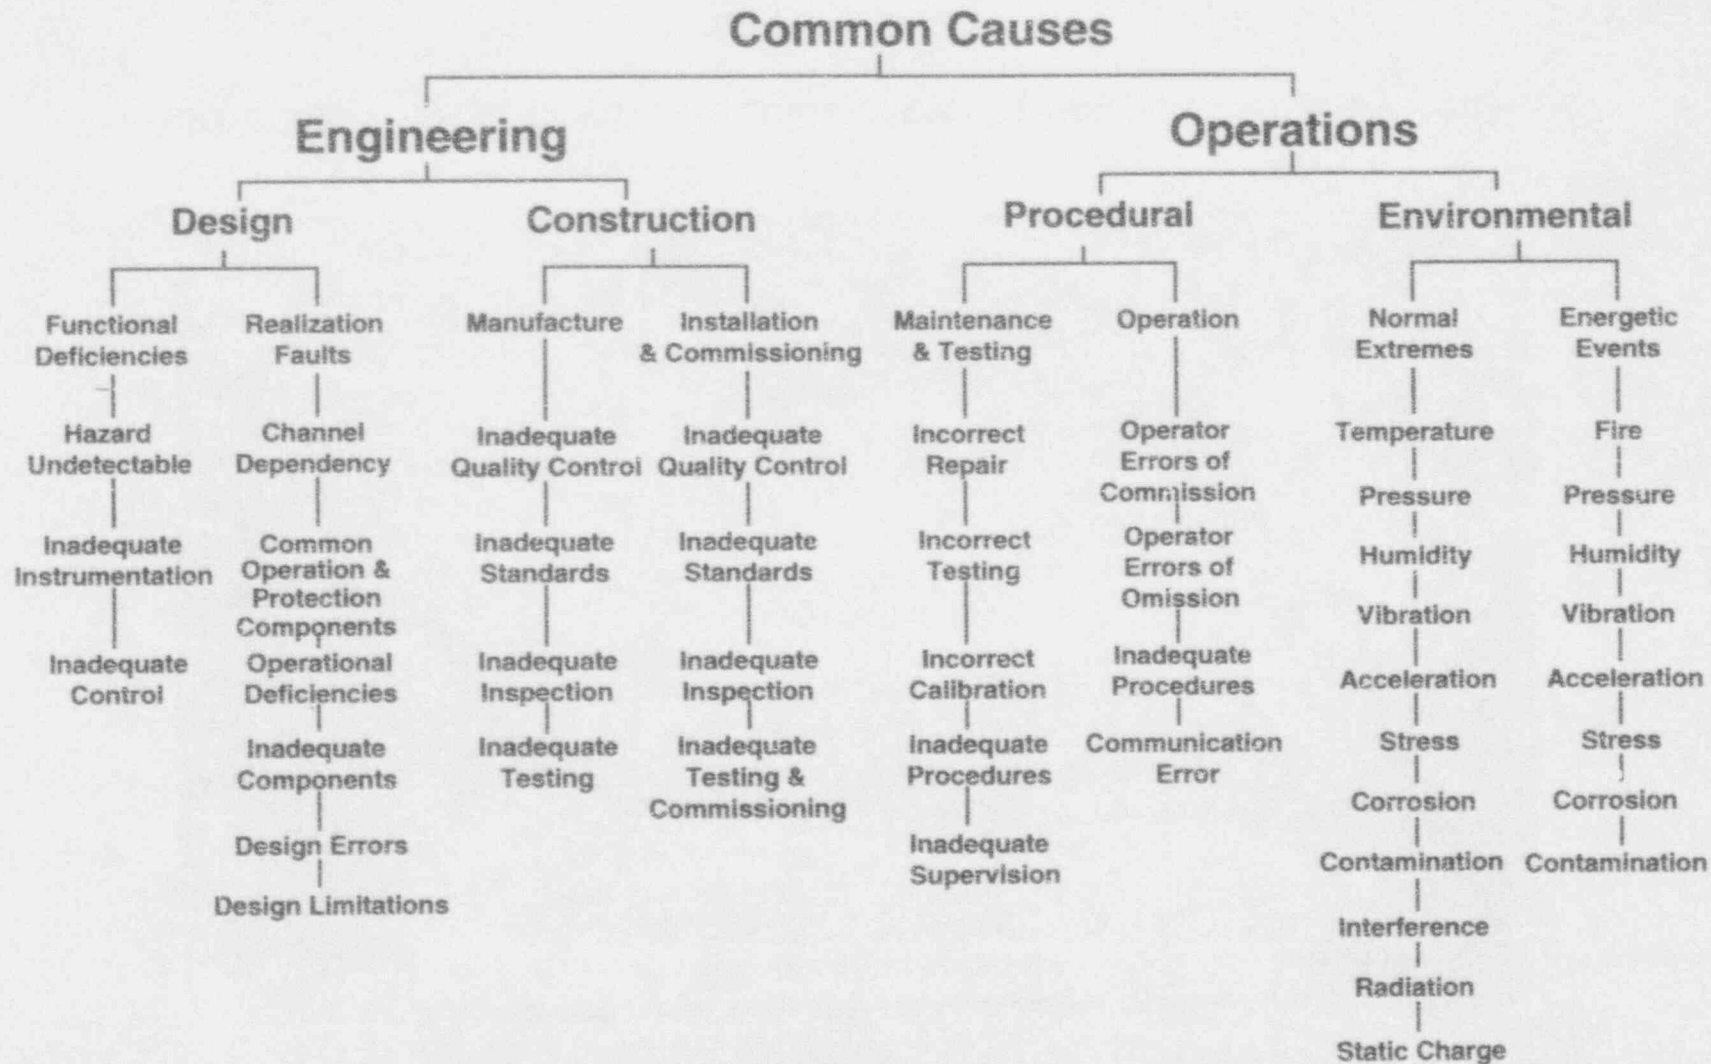 Common Causes
Engineering
Operations
Design
Construction
Procedural
Environmental
Functional
Deficiencies
Hazard
Undetectable
Inadequate
Instrumentation
Inadequate
Control
Realization
Faults
Channel
Dependency
Common
Operation &
Protection
Components
Operational
Deficiencies
Inadequate
Components
Design Errors
Design Limitations
Manufacture
Inadequate
Quality Control
Inadequate
Standards
Inadequate
Inspection
Inadequate
Testing
Installation
& Commissioning
Inadequate
Quality Control
Inadequate
Standards
Inadequate
Inspection
Inadequate
Testing &
Commissioning
Maintenance
& Testing
Incorrect
Repair
Incorrect
Testing
Incorrect
Calibration
Inadequate
Procedures
Inadequate
Supervision
Operation
Operator
Errors of
Commission
Operator
Errors of
Omission
Inadequate
Procedures
Communication
Error
Normal
Extremes
Temperature
Pressure
Humidity
Vibration
Acceleration
Stress
Corrosion
Contamination
Interference
Radiation
Static Charge
Energetic
Events
Fire
Pressure
Humidity
Vibration
Acceleration
Stress
Corrosion
Contamination